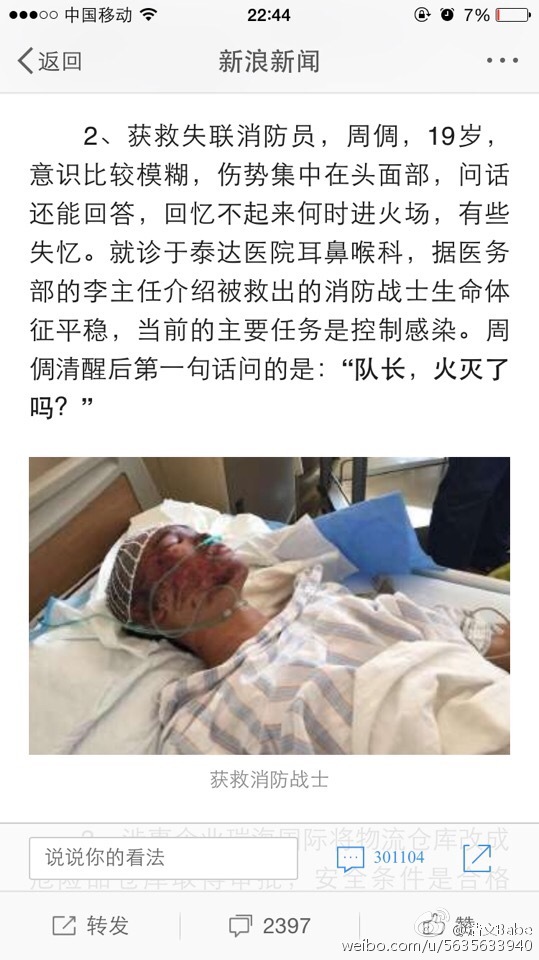 中国移动
22:44
7%
返回
新浪新闻
2、获救失联消防员，周倜，19岁，
意识比较模糊，伤势集中在头面部，问话
还能回答，回忆不起来何时进火场，有些
失忆。就诊于泰达医院耳鼻喉科，据医务
部的李主任介绍被救出的消防战士生命体
征平稳，当前的主要任务是控制感染。周
倜清醒后第一句话问的是：“队长，火灭了
吗？”
获救消防战士
3、涉事企业瑞海国际将物流仓库改成
说说你的看法
301104
危险品仓库取得审批，安全条件是合格
转发
2397
赞
weibo.com/u/5635633940